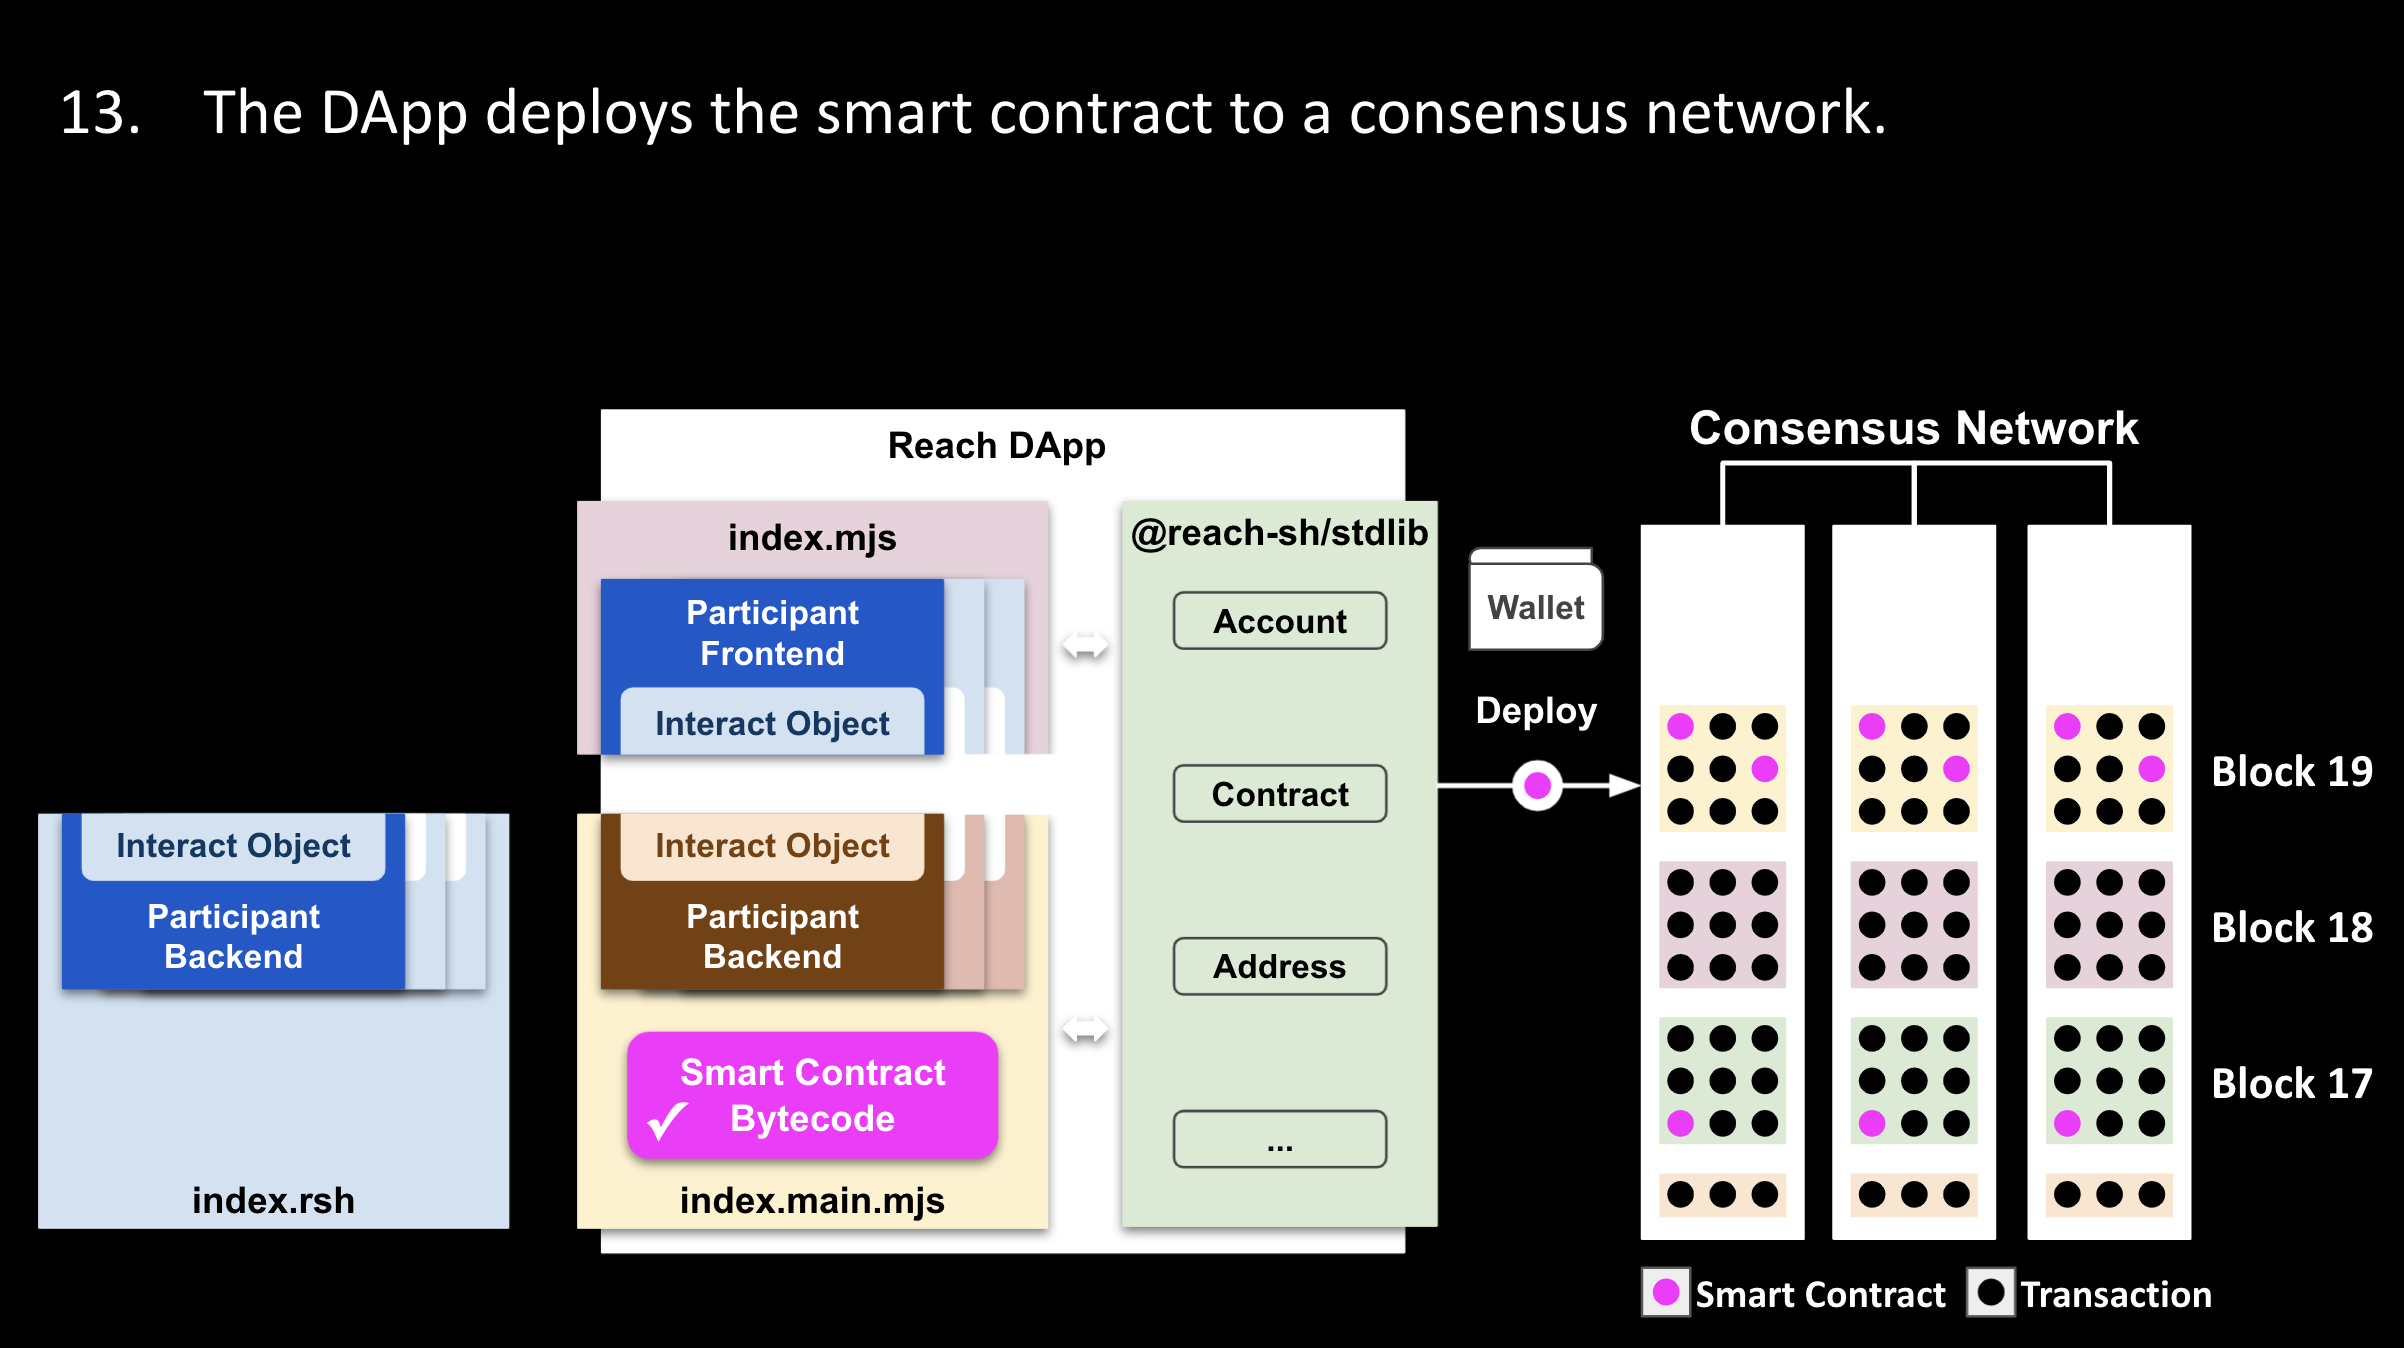 13. The DApp deploys the smart contract to a consensus network.
Reach DApp
index.mjs
Participant
Frontend
Interact Object
Interact Object
Participant
Backend
index.rsh
Interact Object
Participant
Backend
Smart Contract
✓ Bytecode
index.main.mjs
@reach-sh/stdlib
Account
Contract
Address
...
Wallet
Deploy
Consensus Network
Block 19
Block 18
Block 17
Smart Contract
Transaction